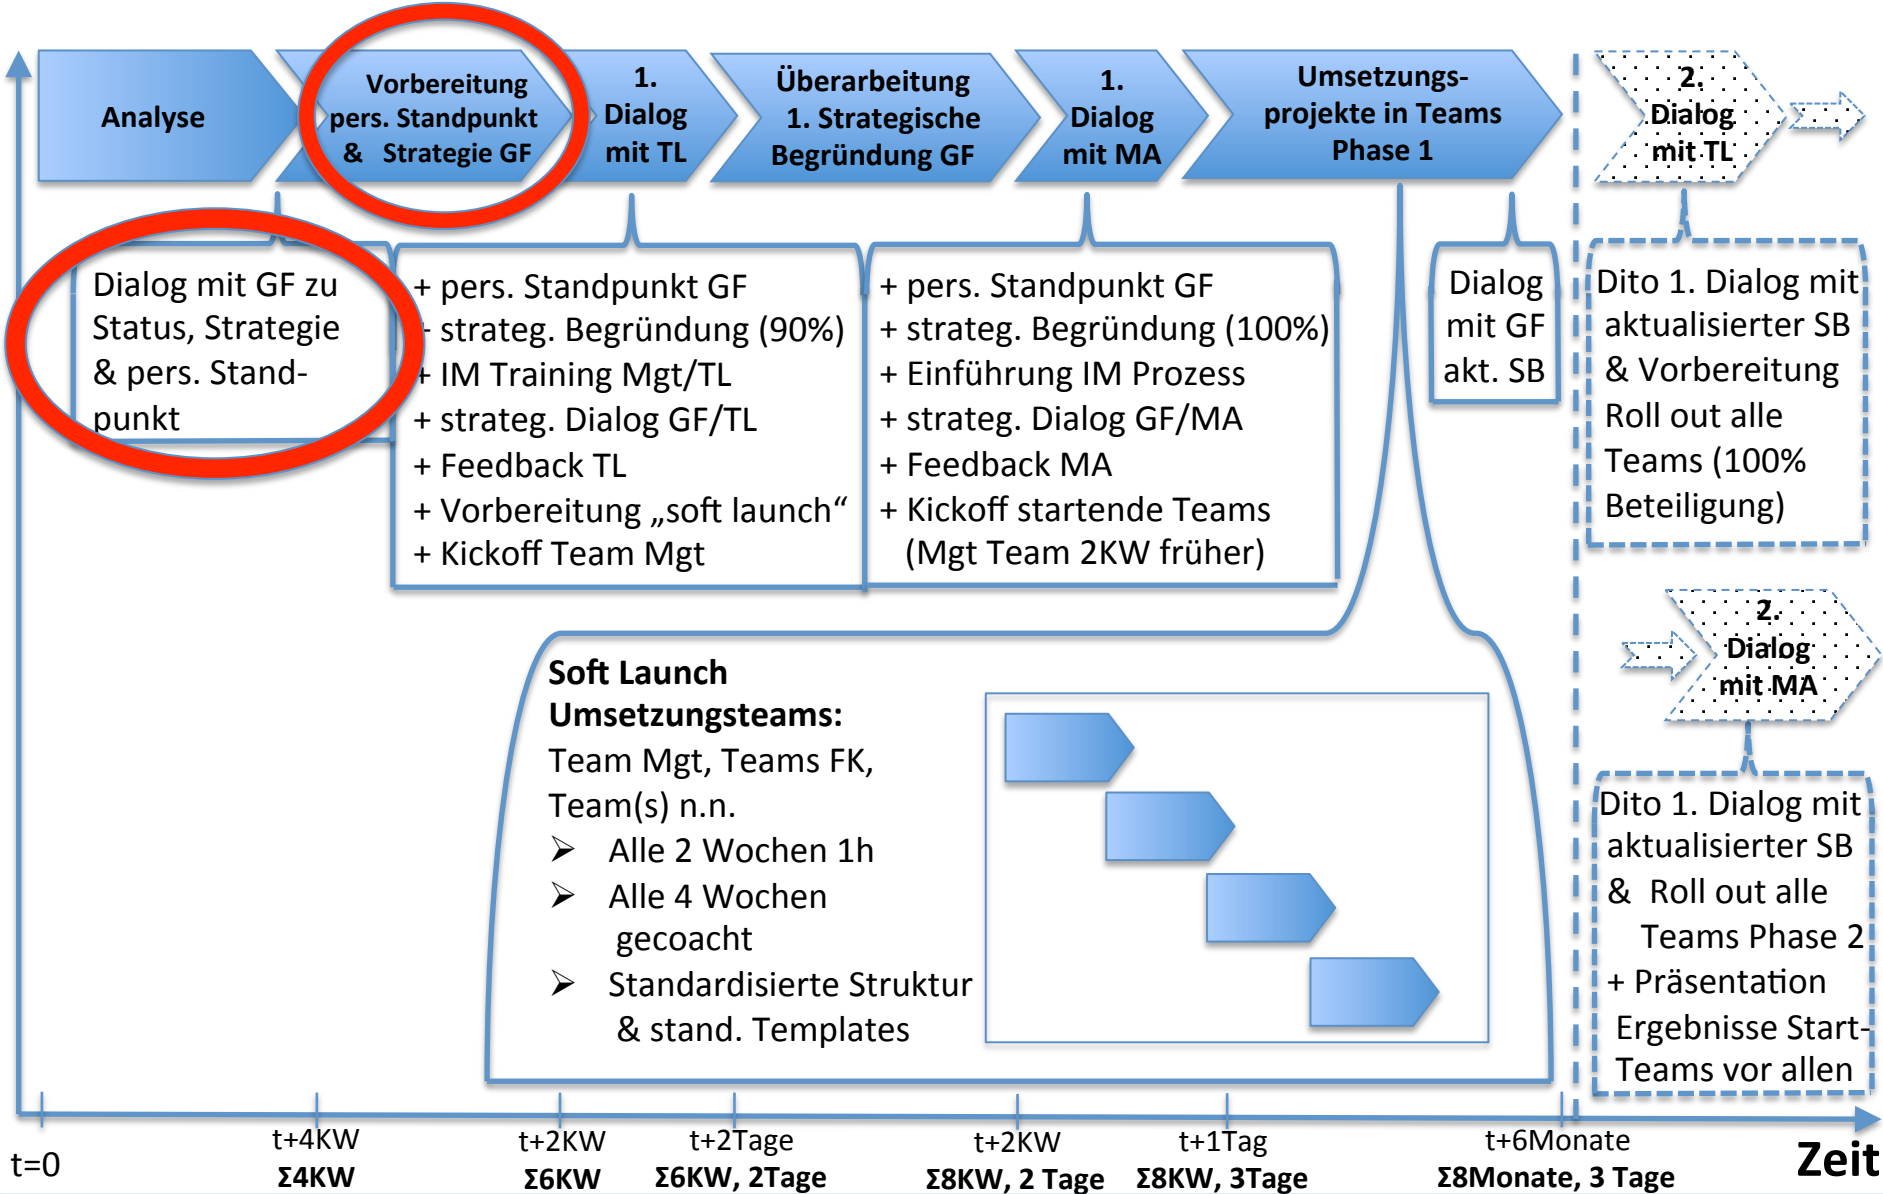 Analyse
Vorbereitung
pers. Standpunkt
& Strategie GF
1.
Dialog
mit TL
Überarbeitung
1. Strategische
Begründung GF
1.
Dialog
mit MA
Umsetzungs-
projekte in Teams
Phase 1
2.
Dialog
mit TL
Dialog mit GF zu
Status, Strategie
& pers. Stand-
punkt
+ pers. Standpunkt GF
+ strateg. Begründung (90%)
+ IM Training Mgt/TL
+ strateg. Dialog GF/TL
+ Feedback TL
+ Vorbereitung „soft launch“
+ Kickoff Team Mgt
+ pers. Standpunkt GF
+ strateg. Begründung (100%)
+ Einführung IM Prozess
+ strateg. Dialog GF/MA
+ Feedback MA
+ Kickoff startende Teams
(Mgt Team 2KW früher)
Dialog
mit GF
akt. SB
Dito 1. Dialog mit
aktualisierter SB
& Vorbereitung
Roll out alle
Teams (100%
Beteiligung)
2.
Dialog
mit MA
Dito 1. Dialog mit
aktualisierter SB
& Roll out alle
Teams Phase 2
+ Präsentation
Ergebnisse Start-
Teams vor allen
Soft Launch
Umsetzungsteams:
Team Mgt, Teams FK,
Team(s) n.n.
➢ Alle 2 Wochen 1h
➢ Alle 4 Wochen
gecoacht
➢ Standardisierte Struktur
& stand. Templates
t=0
t+4KW
Σ4KW
t+2KW
Σ6KW
t+2Tage
Σ6KW, 2Tage
t+2KW
Σ8KW, 2 Tage
t+1Tag
Σ8KW, 3Tage
t+6Monate
Σ8Monate, 3 Tage
Zeit